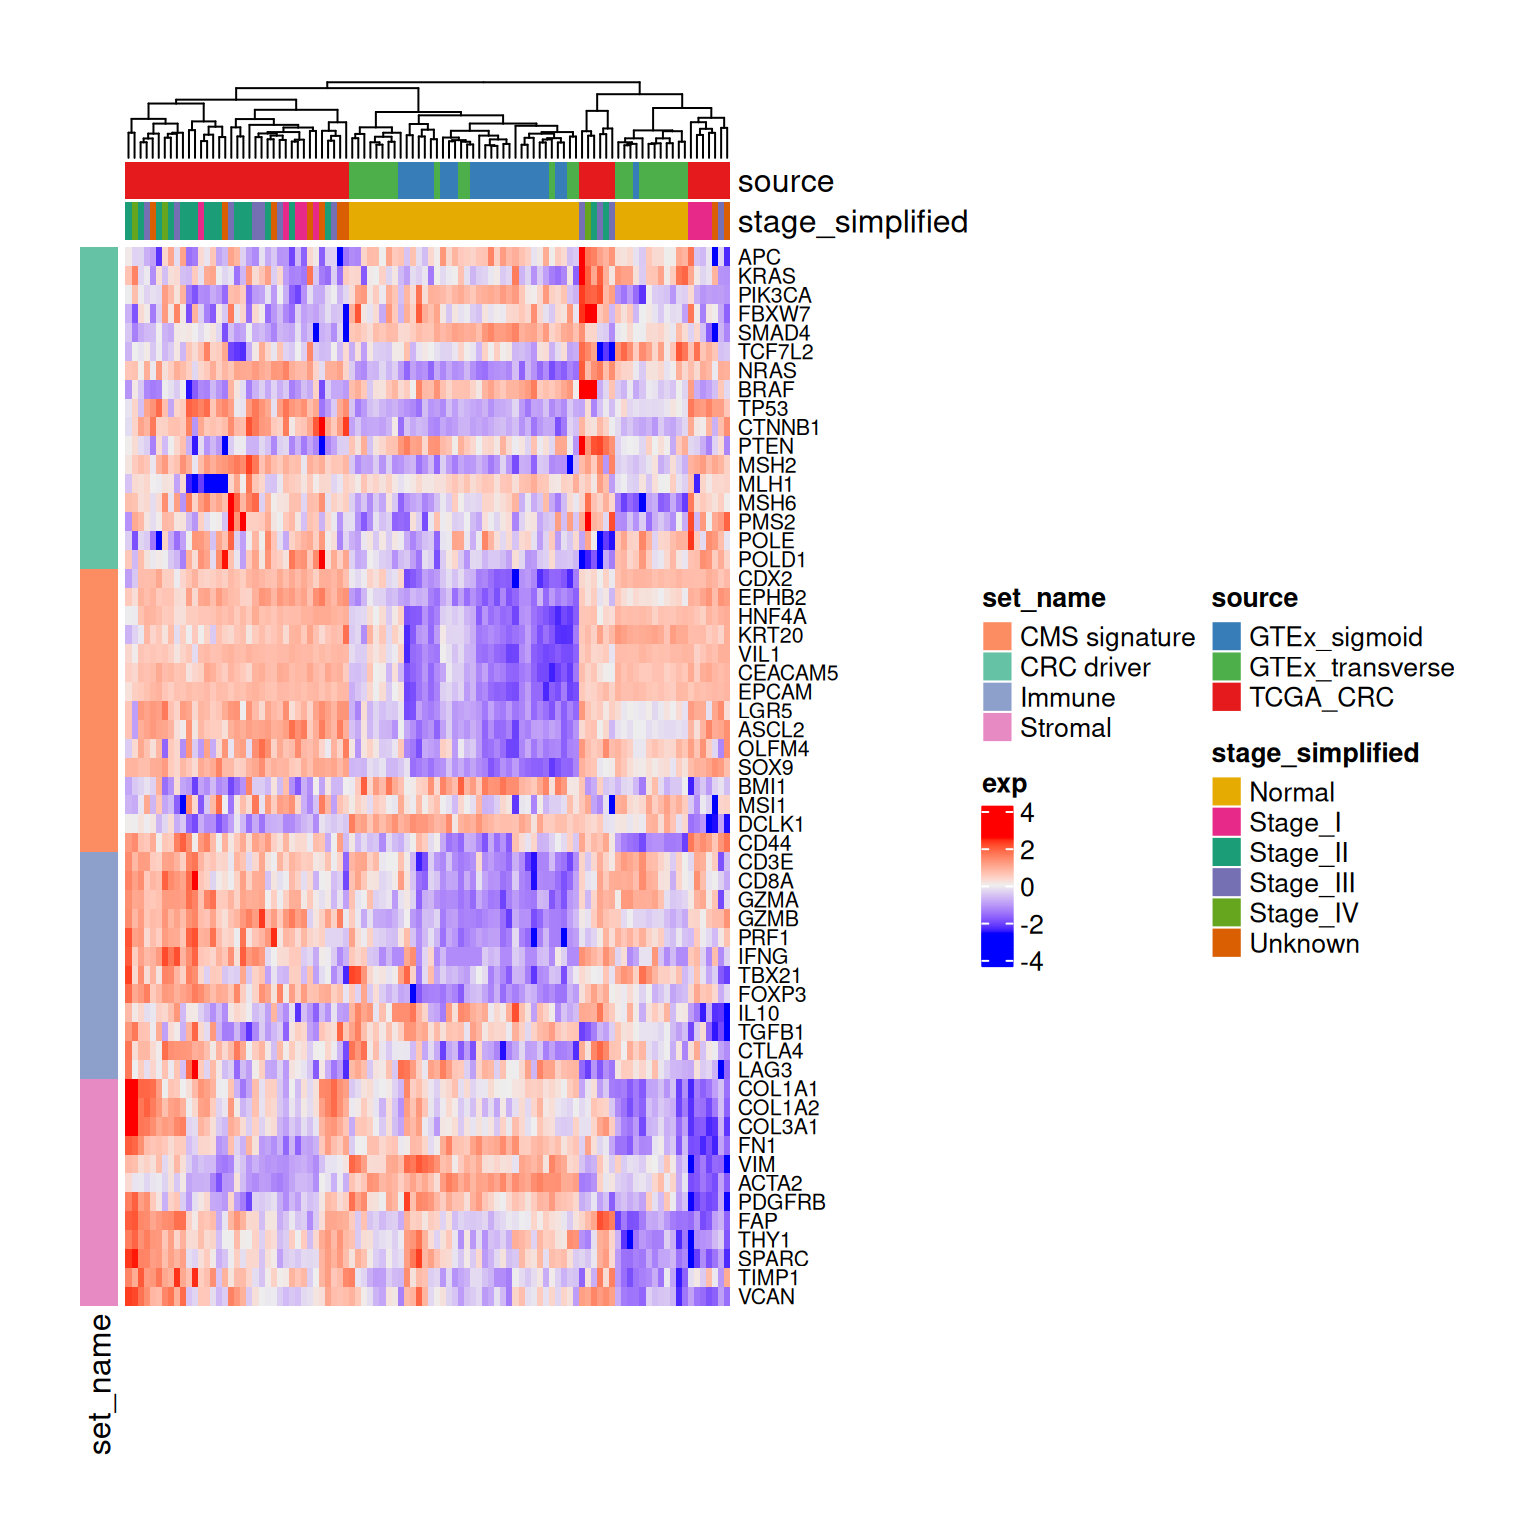 source
stage_simplified
APC
KRAS
PIK3CA
FBXW7
SMAD4
TCF7L2
NRAS
BRAF
TP53
CTNNB1
PTEN
MSH2
MLH1
MSH6
PMS2
POLE
POLD1
CDX2
EPHB2
HNF4A
KRT20
VIL1
CEACAM5
EPCAM
LGR5
ASCL2
OLFM4
SOX9
BMI1
MSI1
DCLK1
CD44
CD3E
CD8A
GZMA
GZMB
PRF1
IFNG
TBX21
FOXP3
IL10
TGFB1
CTLA4
LAG3
COL1A1
COL1A2
COL3A1
FN1
VIM
ACTA2
PDGFRB
FAP
THY1
SPARC
TIMP1
VCAN
set_name
set_name
CMS signature
CRC driver
Immune
Stromal
exp
4
2
0
-2
-4
source
GTEx_sigmoid
GTEx_transverse
TCGA_CRC
stage_simplified
Normal
Stage_I
Stage_II
Stage_III
Stage_IV
Unknown